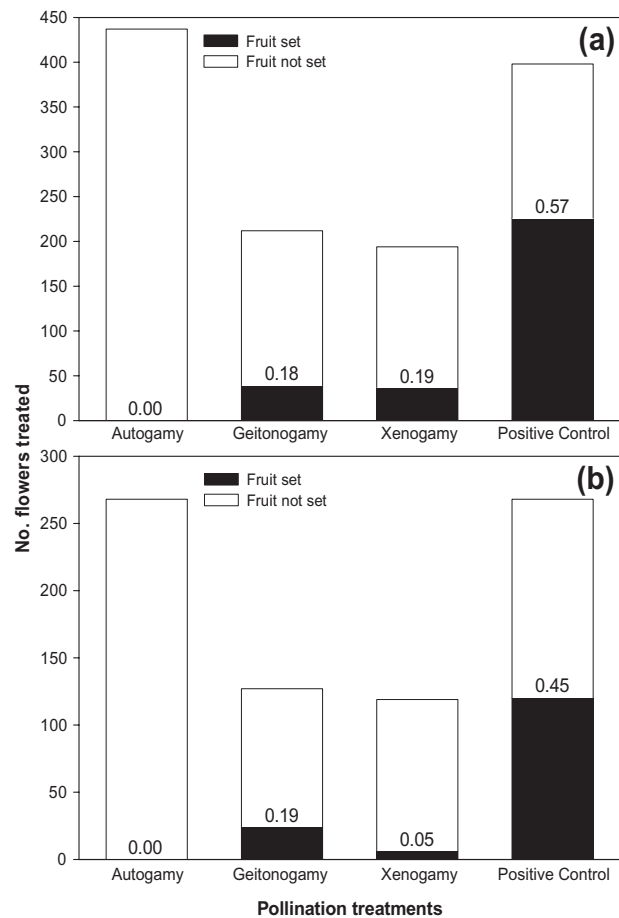 (a)
Fruit set
Fruit not set
450
400
350
300
250
200
150
100
50
0
0.00
0.18
0.19
0.57
Autogamy Geitonogamy Xenogamy Positive Control
No. flowers treated
(b)
Fruit set
Fruit not set
300
250
200
150
100
50
0
0.00
0.19
0.05
0.45
Autogamy Geitonogamy Xenogamy Positive Control
Pollination treatments